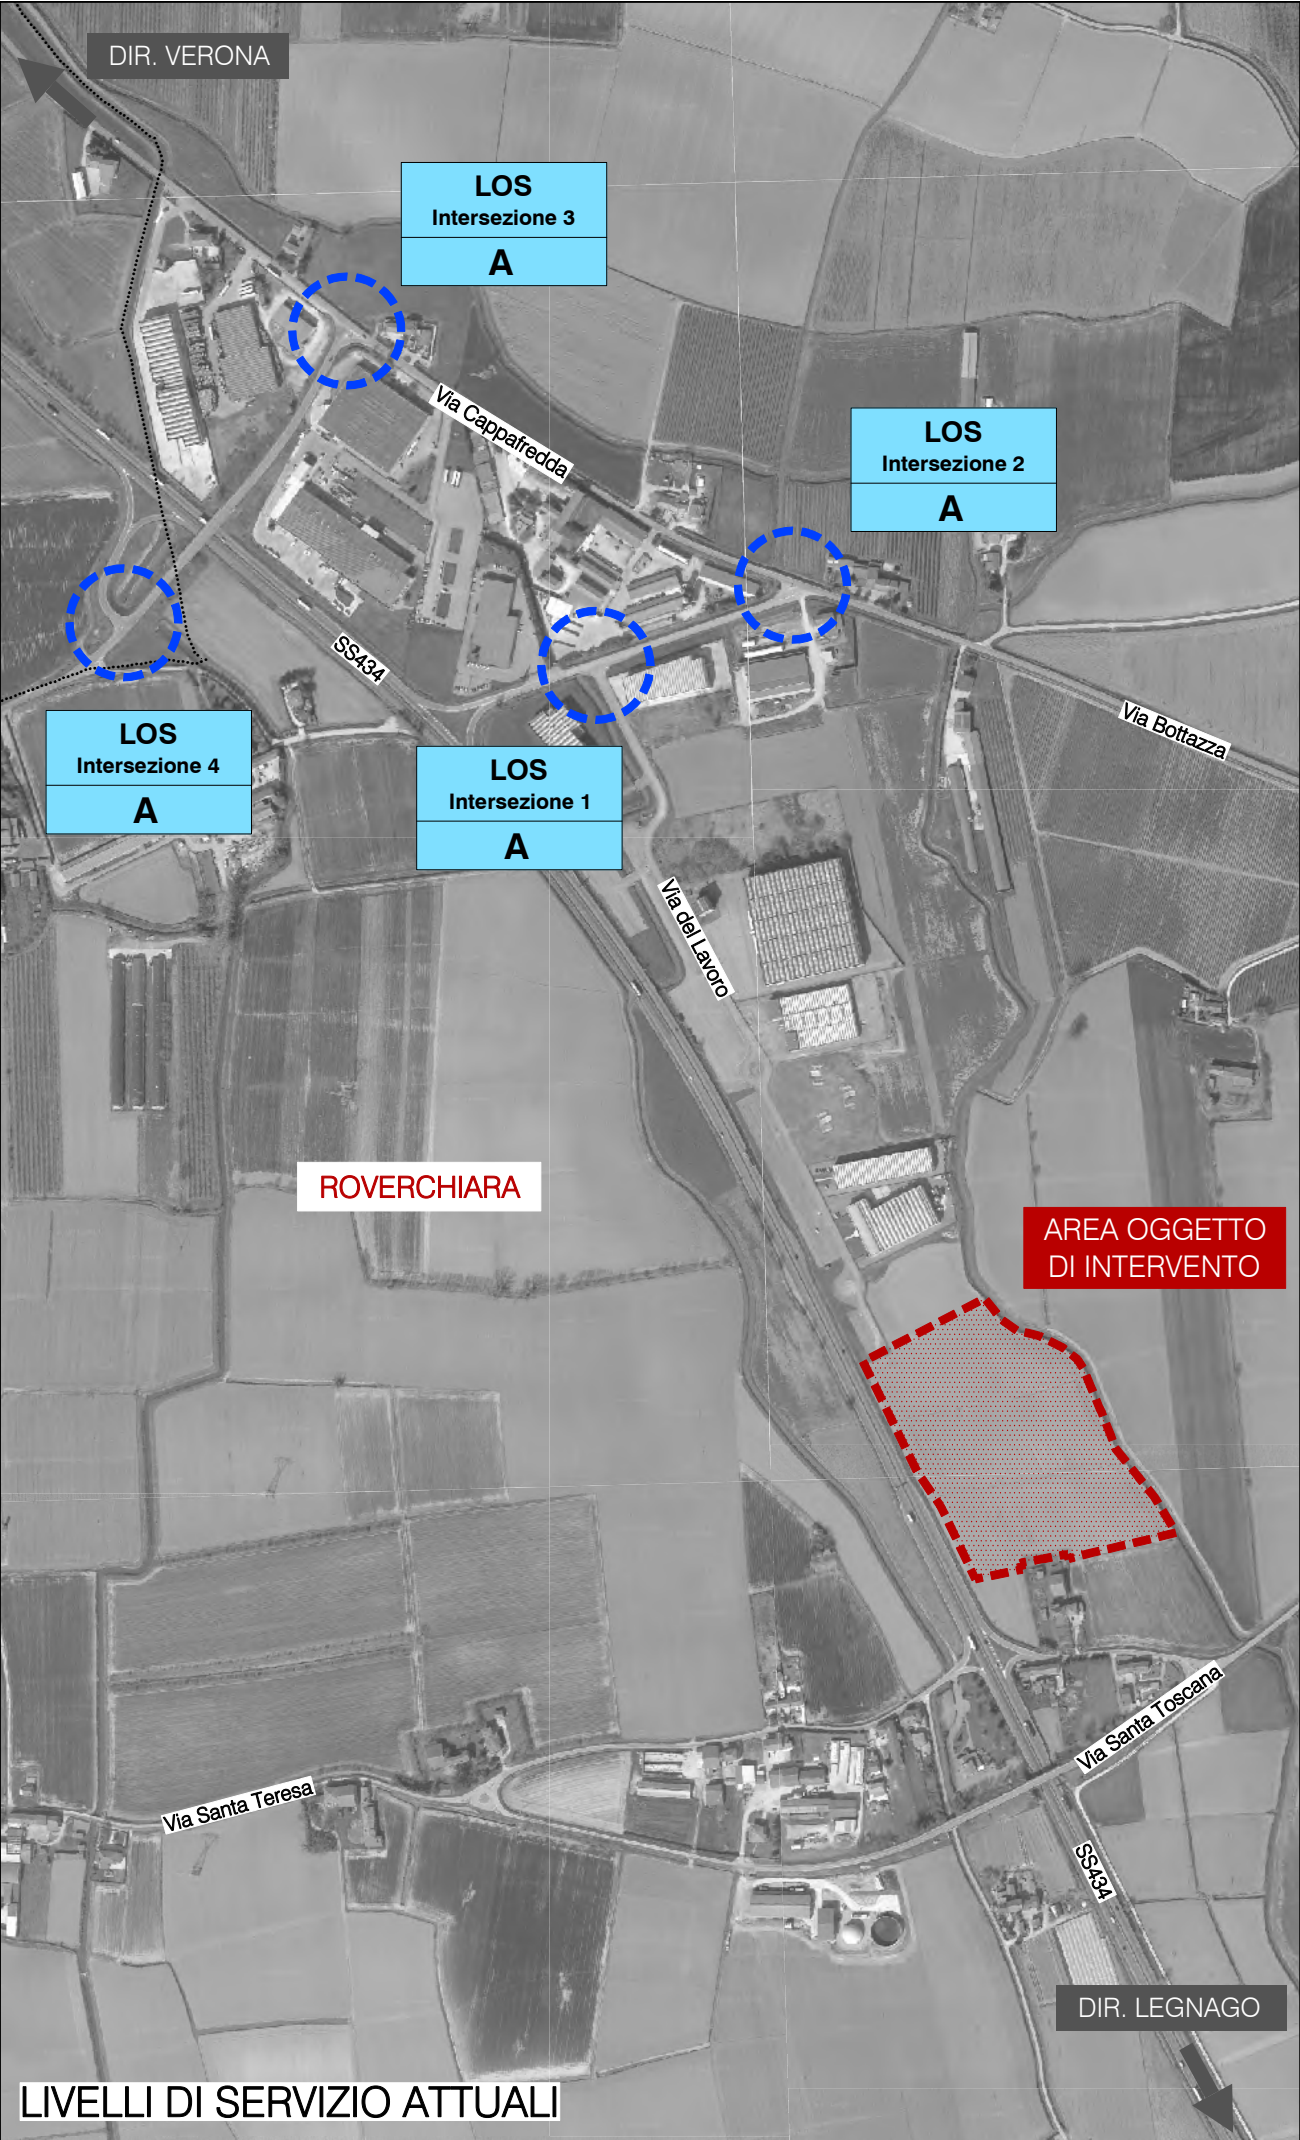 DIR. VERONA
LOS
Intersezione 3
A
Via Cappafredda
LOS
Intersezione 2
A
SS434
Via Bottazza
LOS
Intersezione 4
A
LOS
Intersezione 1
A
Via del Lavoro
ROVERCHIARA
AREA OGGETTO
DI INTERVENTO
Via Santa Toscana
Via Santa Teresa
SS434
DIR. LEGNAGO
LIVELLI DI SERVIZIO ATTUALI